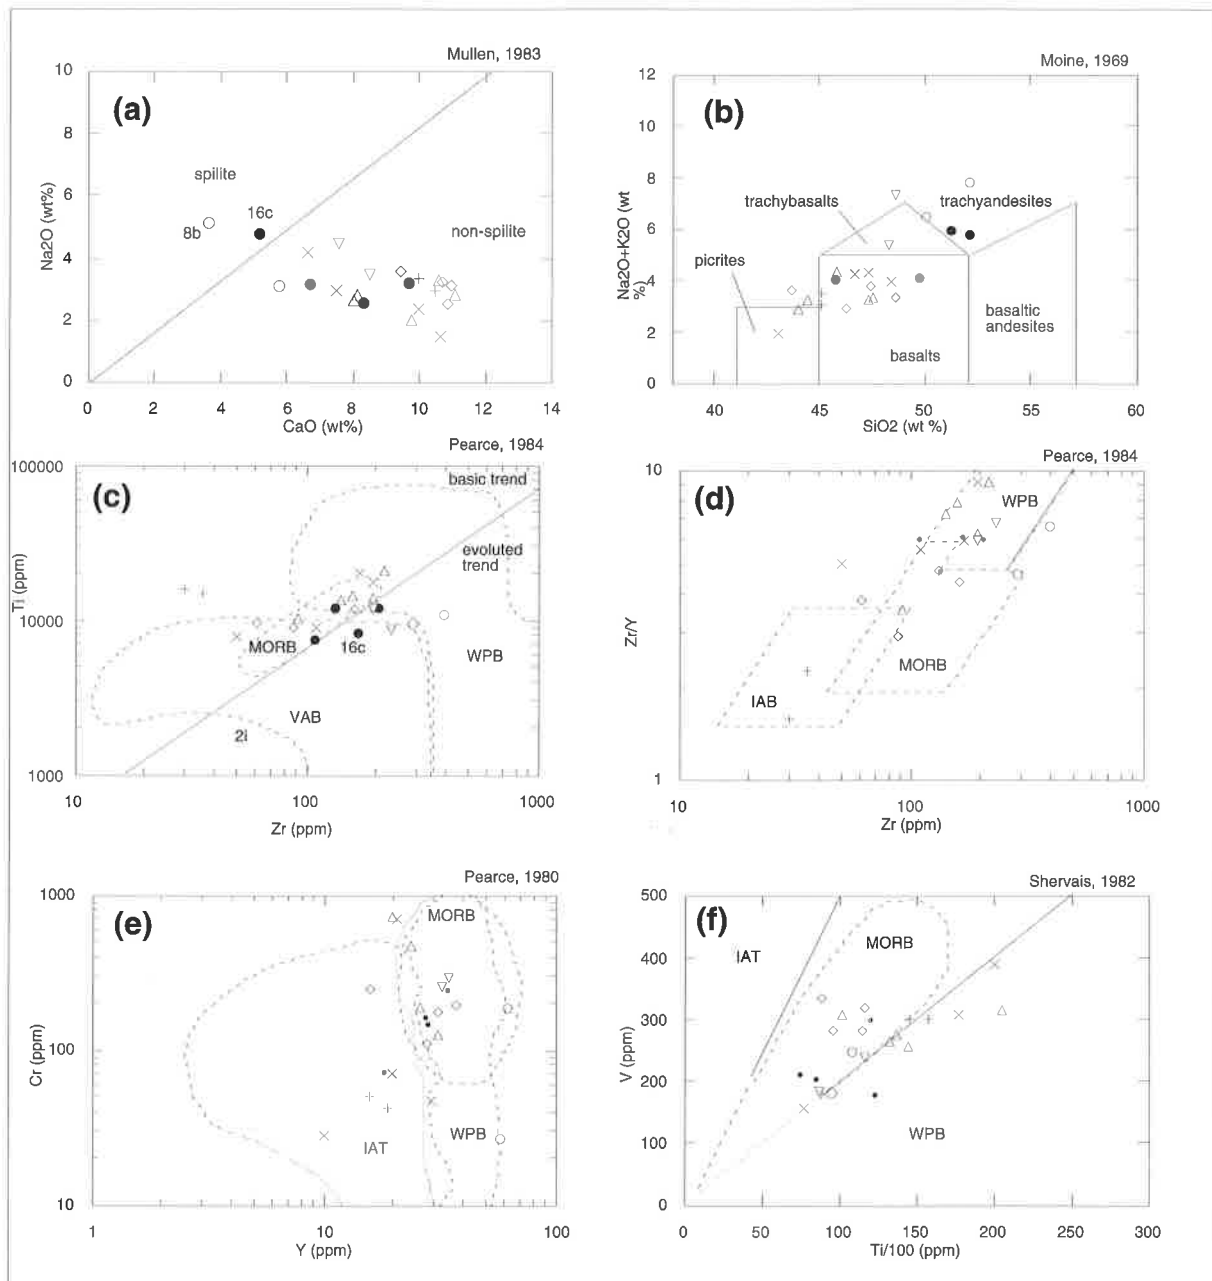 Mullen, 1983
(a)
10
8
6
4
2
0
Na2O (wt%)
spilite
8b
16c
non-spilite
0 2 4 6 8 10 12 14
CaO (wt%)
Moine, 1969
(b)
12
10
8
6
4
2
0
Na2O+K2O (wt
%)
trachybasalts
trachyandesites
picrites
basalts
basaltic
andesites
40 45 50 55 60
SiO2 (wt %)
Pearce, 1984
(c)
100000
10000
1000
Ti (ppm)
basic trend
evoluted
trend
MORB
16c
WPB
VAB
2i
10 100 1000
Zr (ppm)
Pearce, 1984
(d)
10
1
Zr/Y
WPB
MORB
IAB
10 100 1000
Zr (ppm)
Pearce, 1980
(e)
1000
100
10
Cr (ppm)
MORB
IAT
WPB
1 10 100
Y (ppm)
Shervais, 1982
(f)
500
400
300
200
100
0
V (ppm)
IAT
MORB
WPB
0 50 100 150 200 250 300
Ti/100 (ppm)